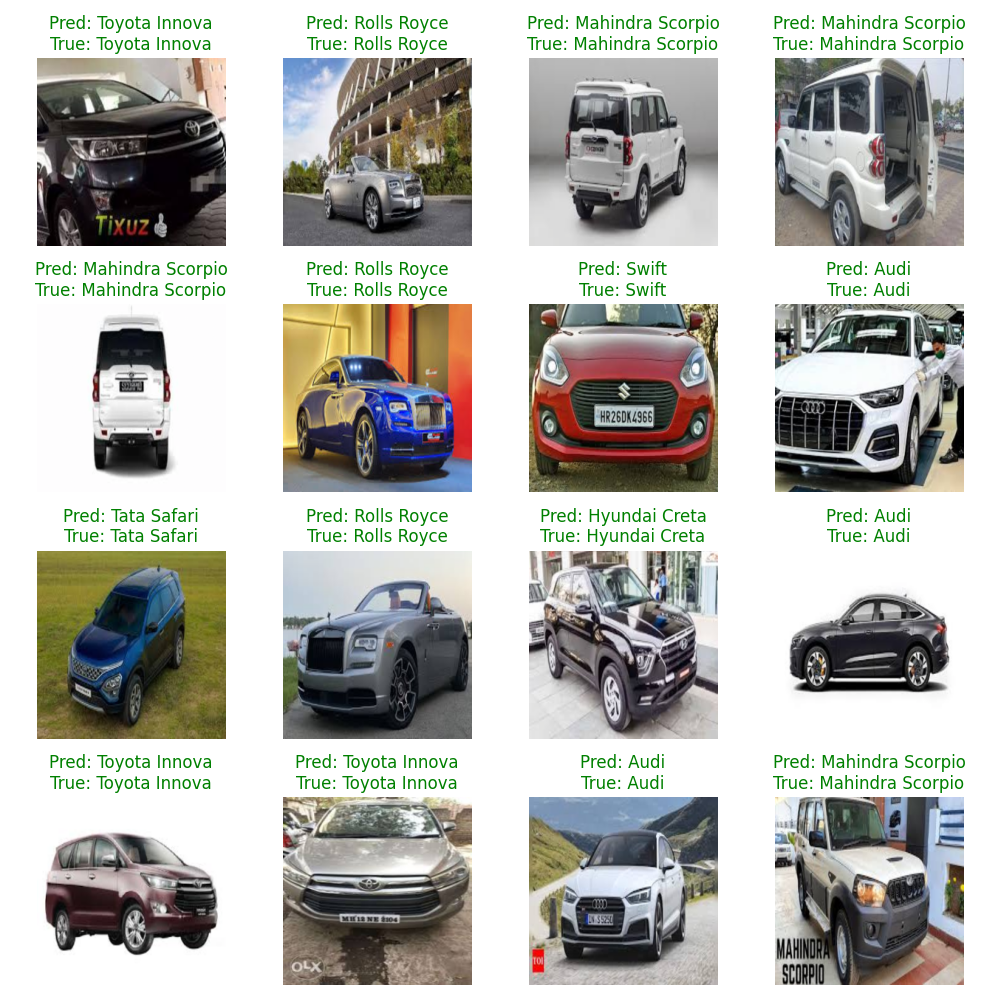 Pred: Toyota Innova
True: Toyota Innova
Pred: Rolls Royce
True: Rolls Royce
Pred: Mahindra Scorpio
True: Mahindra Scorpio
Pred: Mahindra Scorpio
True: Mahindra Scorpio
Tixuz
Pred: Mahindra Scorpio
True: Mahindra Scorpio
Pred: Rolls Royce
True: Rolls Royce
Pred: Swift
True: Swift
Pred: Audi
True: Audi
HR26DK4966
Pred: Tata Safari
True: Tata Safari
Pred: Rolls Royce
True: Rolls Royce
Pred: Hyundai Creta
True: Hyundai Creta
Pred: Audi
True: Audi
Pred: Toyota Innova
True: Toyota Innova
Pred: Toyota Innova
True: Toyota Innova
Pred: Audi
True: Audi
Pred: Mahindra Scorpio
True: Mahindra Scorpio
OLX
TOI
MAHINDRA
SCORPIO